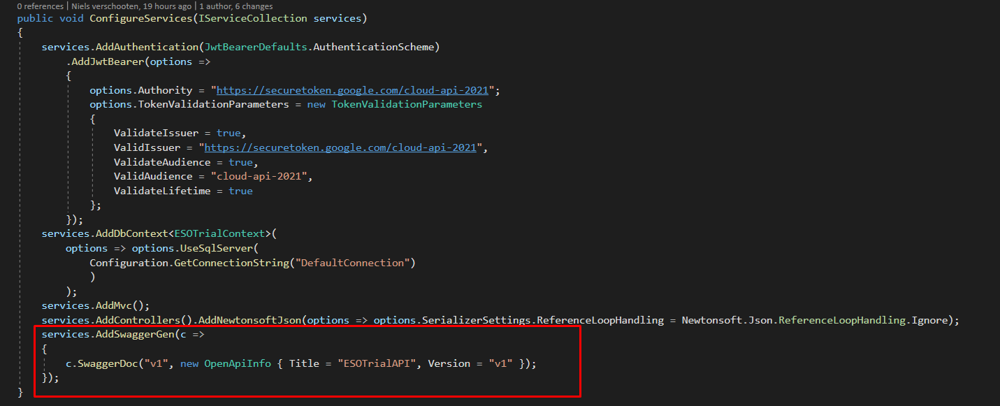 0 references | Niels verschooten, 19 hours ago | 1 author, 6 changes
public void ConfigureServices(IServiceCollection services)
{
services.AddAuthentication(JwtBearerDefaults.AuthenticationScheme)
.AddJwtBearer(options =>
{
options.Authority = "https://securetoken.google.com/cloud-api-2021";
options.TokenValidationParameters = new TokenValidationParameters
{
ValidateIssuer = true,
ValidIssuer = "https://securetoken.google.com/cloud-api-2021",
ValidateAudience = true,
ValidAudience = "cloud-api-2021",
ValidateLifetime = true
};
});
services.AddDbContext<ESOTrialContext>(
options => options.UseSqlServer(
Configuration.GetConnectionString("DefaultConnection")
)
);
services.AddMvc();
services.AddControllers().AddNewtonsoftJson(options => options.SerializerSettings.ReferenceLoopHandling = Newtonsoft.Json.ReferenceLoopHandling.Ignore);
services.AddSwaggerGen(c =>
{
c.SwaggerDoc("v1", new OpenApiInfo { Title = "ESOTrialAPI", Version = "v1" });
});
}